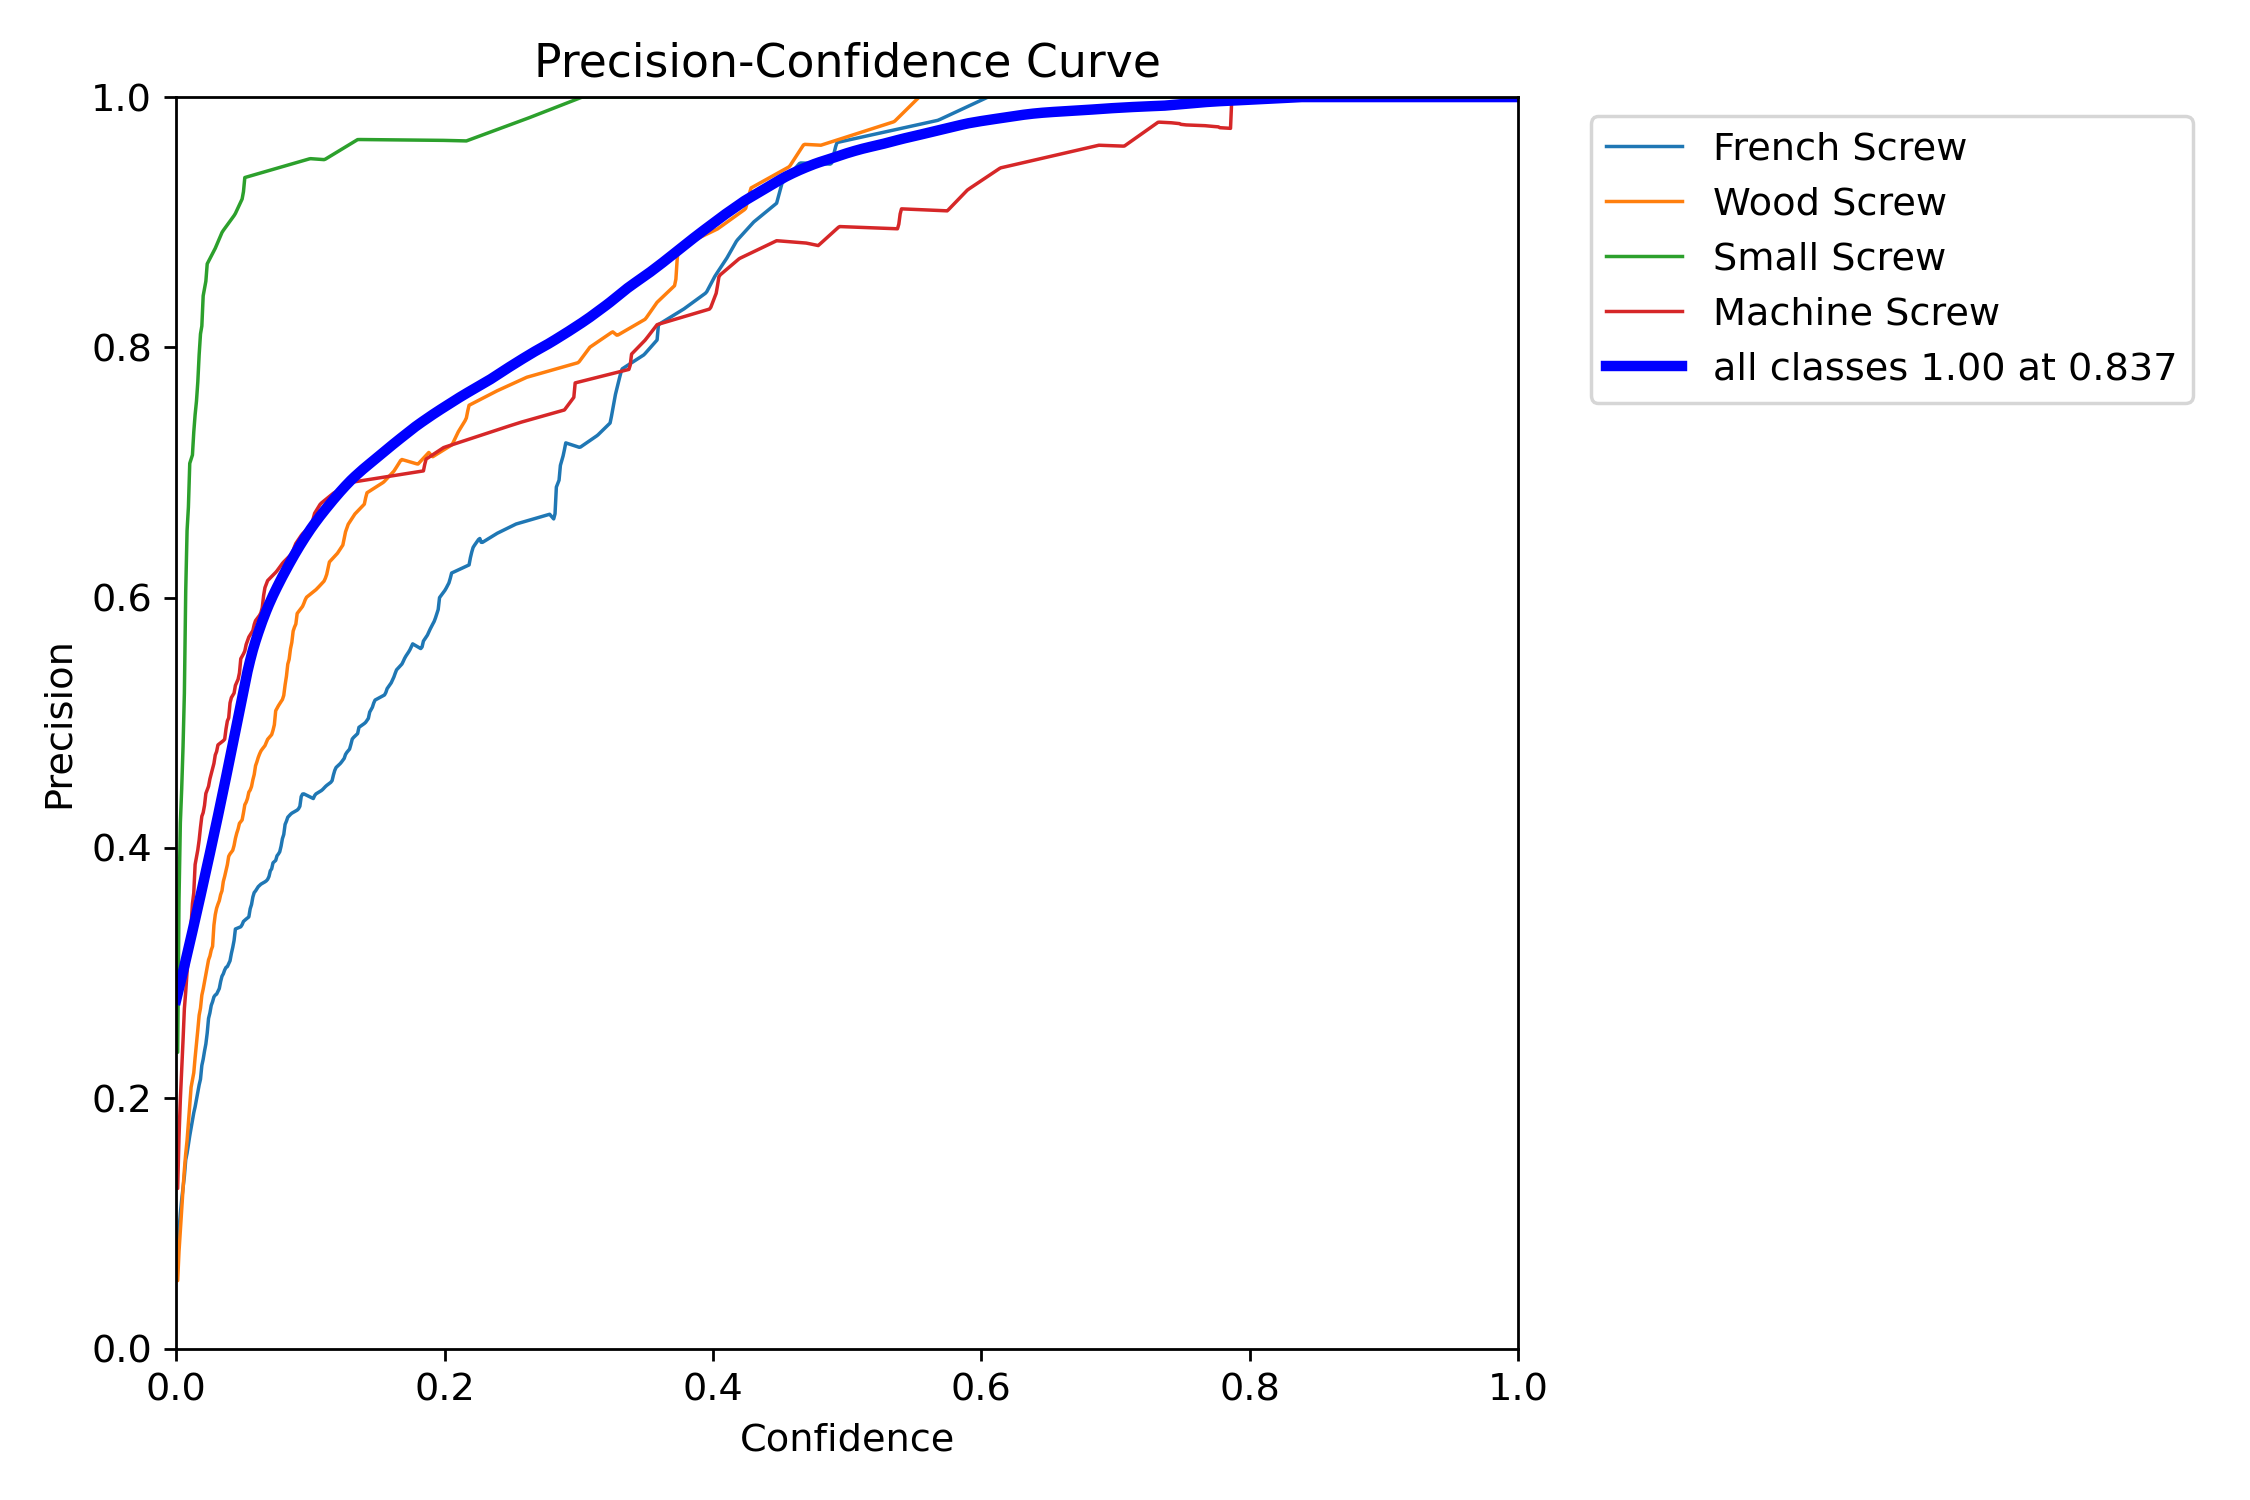 Precision-Confidence Curve
1.0
0.8
0.6
0.4
0.2
0.0
Precision
0.0 0.2 0.4 0.6 0.8 1.0
Confidence
French Screw
Wood Screw
Small Screw
Machine Screw
all classes 1.00 at 0.837